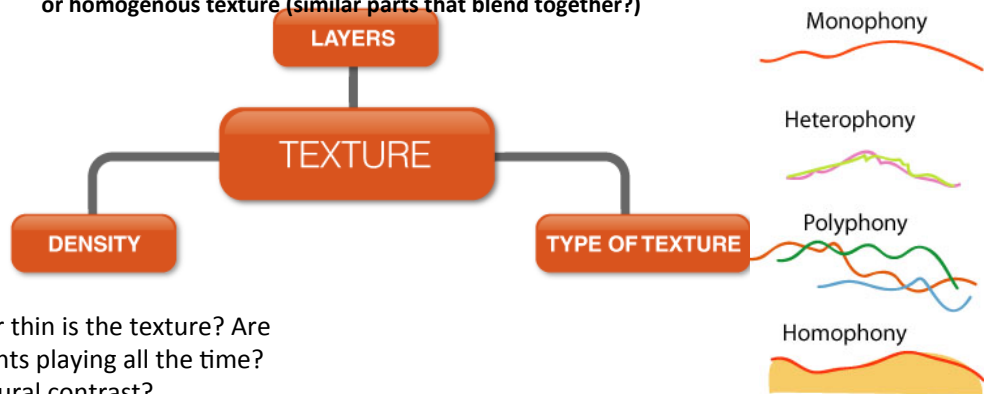 or homogenous texture (similar parts that blend together?)
LAYERS
Monophony
TEXTURE
Heterophony
DENSITY
TYPE OF TEXTURE
Polyphony
thin is the texture? Are
playing all the time?
contrast?
Homophony